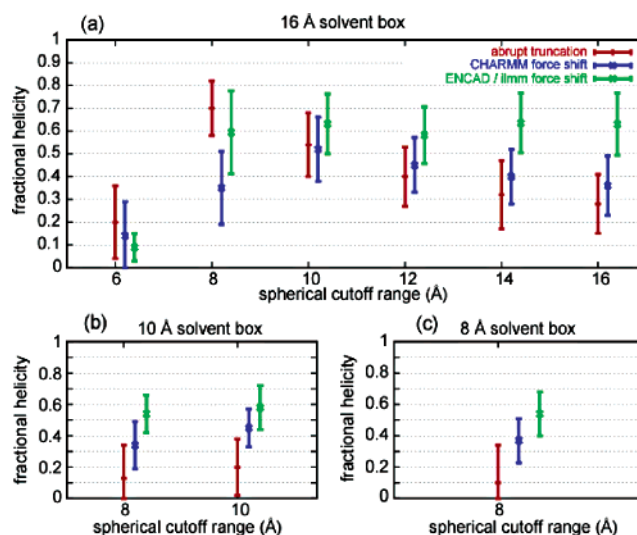 16 Å solvent box
(a)
abrupt truncation
CHARMM force shift
ENCAD / ilmm force shift
fractional helicity
1
0.9
0.8
0.7
0.6
0.5
0.4
0.3
0.2
0.1
0
6 8 10 12 14 16
spherical cutoff range (Å)
(b) 10 Å solvent box
fractional helicity
1
0.8
0.6
0.4
0.2
0
8 10
spherical cutoff range (Å)
(c) 8 Å solvent box
fractional helicity
1
0.8
0.6
0.4
0.2
0
8
spherical cutoff range (Å)